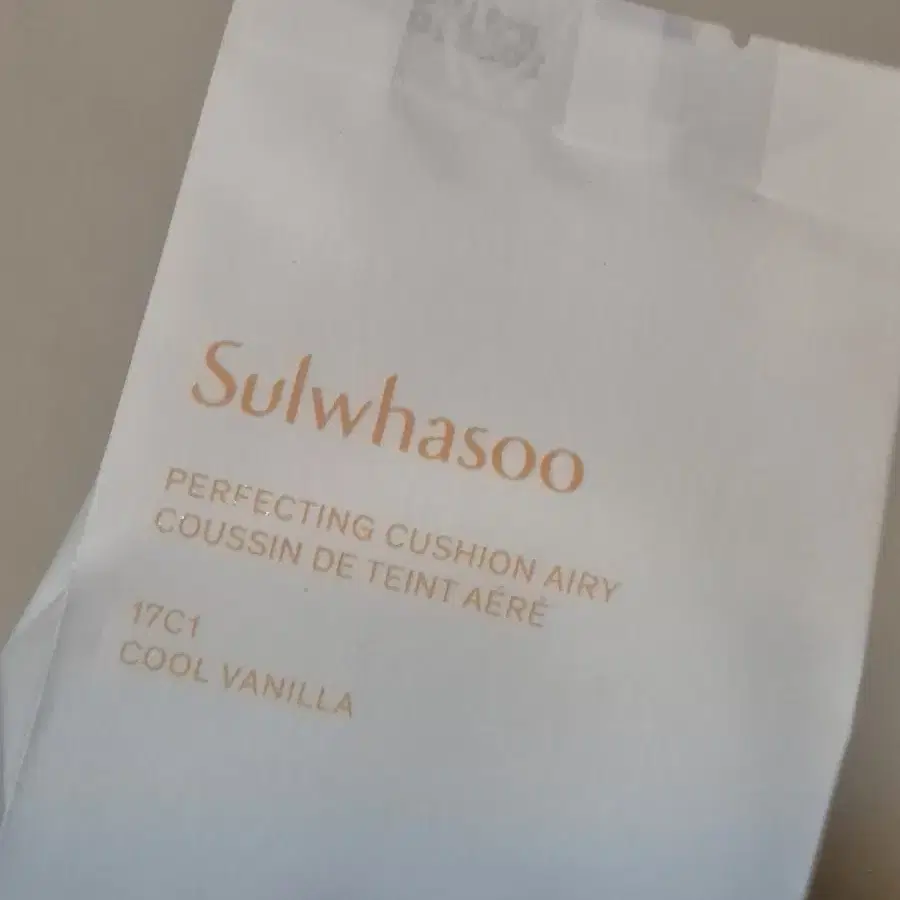 Sulwhasoo
PERFECTING CUSHION AIRY
COUSSIN DE TEINT AÉRÉ
17C1
COOL VANILLA